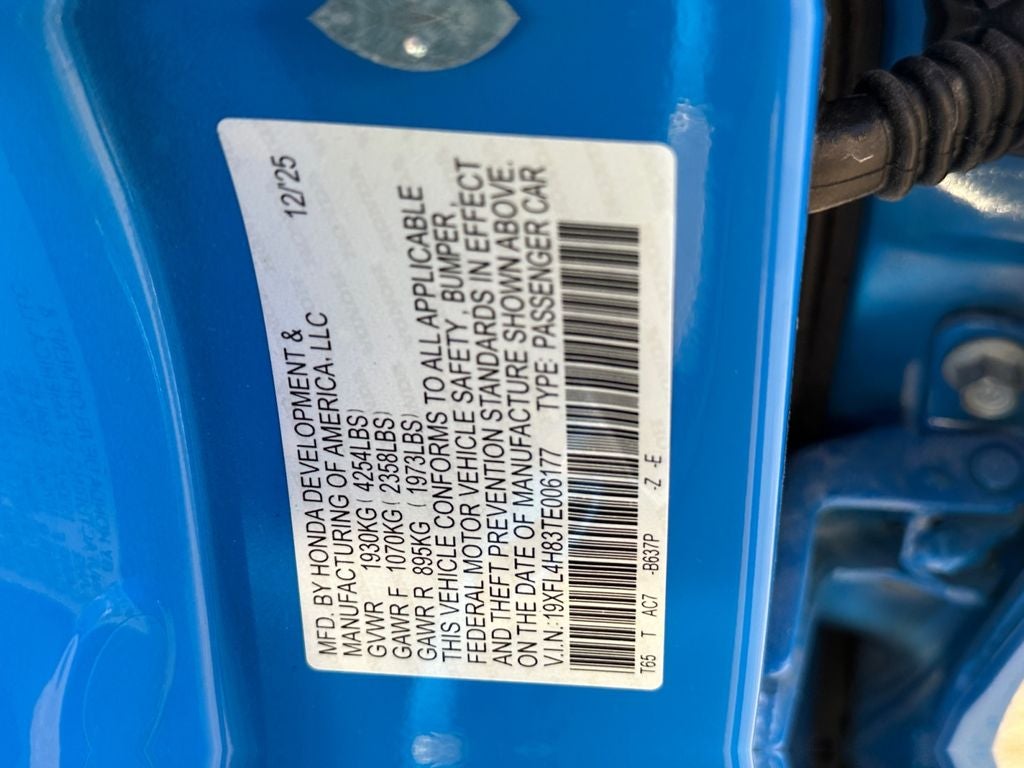 12/'25
MFD. BY HONDA DEVELOPMENT &
MANUFACTURING OF AMERICA, LLC
GVWR 1930KG ( 4254LBS)
GAWR F 1070KG ( 2358LBS)
GAWR R 895KG ( 1973LBS)
THIS VEHICLE CONFORMS TO ALL APPLICABLE
FEDERAL MOTOR VEHICLE SAFETY , BUMPER
AND THEFT PREVENTION STANDARDS IN EFFECT
ON THE DATE OF MANUFACTURE SHOWN ABOVE.
V.I.N: 19XFL4H83TE006177 TYPE: PASSENGER CAR
T65 T AC7 -B637P -Z -E